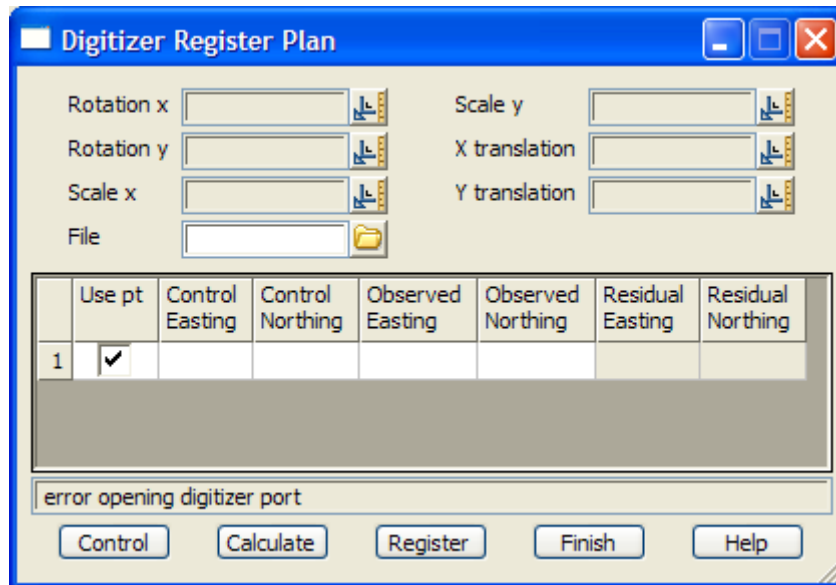 Digitizer Register Plan
Rotation x Scale y
Rotation y X translation
Scale x Y translation
File
Use pt Control Easting Control Northing Observed Easting Observed Northing Residual Easting Residual Northing
1
error opening digitizer port
Control Calculate Register Finish Help